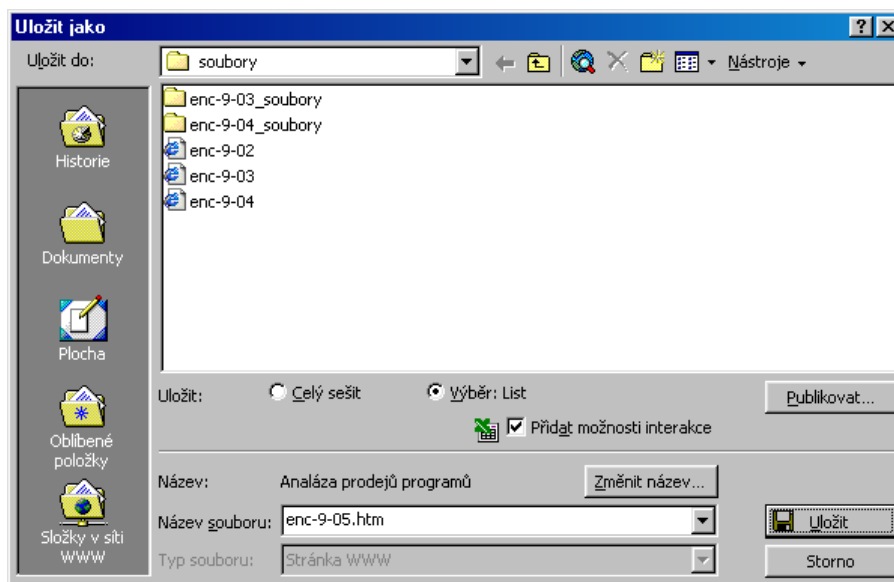 Uložit jako
Uložit do:
soubory
Nástroje
Historie
Dokumenty
Plocha
Oblíbené
položky
Složky v síti
WWW
enc-9-03_soubory
enc-9-04_soubory
enc-9-02
enc-9-03
enc-9-04
Uložit:
Celý sešit
Výběr: List
Publikovat...
Přidat možnosti interakce
Název:
Analáza prodejů programů
Změnit název...
Název souboru:
enc-9-05.htm
Uložit
Typ souboru:
Stránka WWW
Storno